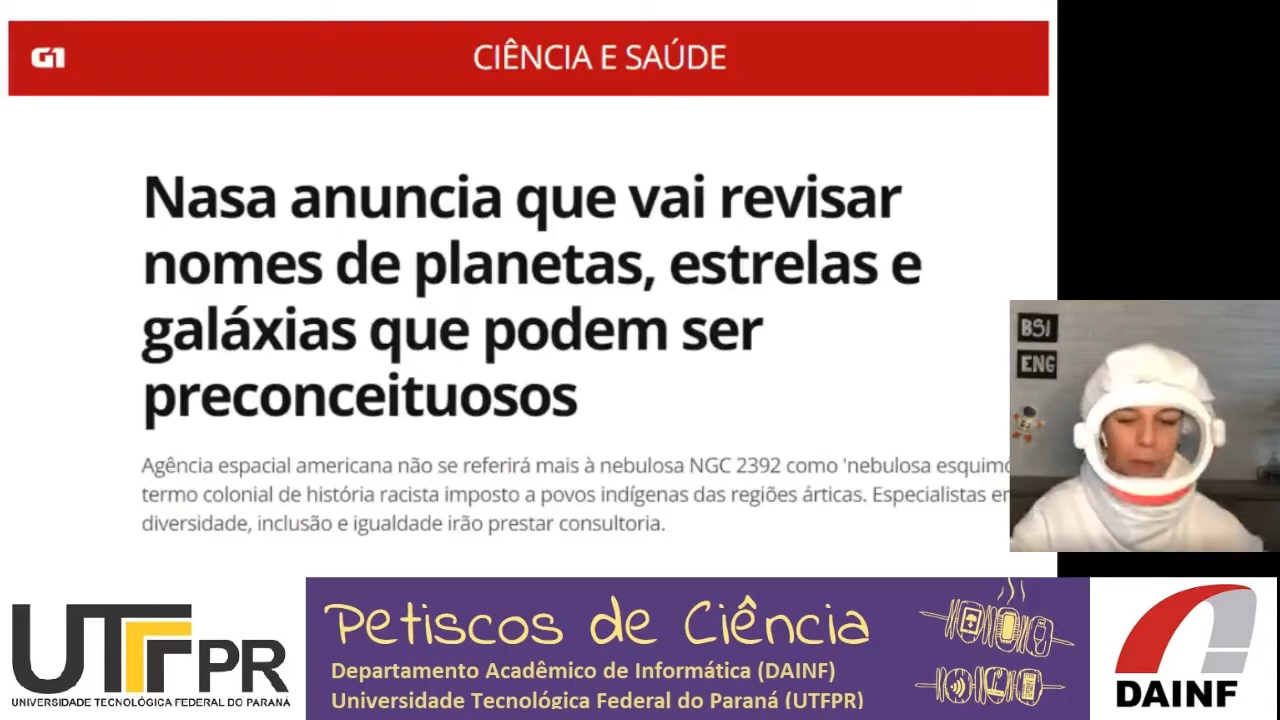 G1
CIÊNCIA E SAÚDE
Nasa anuncia que vai revisar
nomes de planetas, estrelas e
galáxias que podem ser
preconceituosos
Agência espacial americana não se referirá mais à nebulosa NGC 2392 como 'nebulosa esquimo
termo colonial de história racista imposto a povos indígenas das regiões árticas. Especialistas em
diversidade, inclusão e igualdade irão prestar consultoria.
BSI
ENG
UTFPR
UNIVERSIDADE TECNOLÓGICA FEDERAL DO PARANÁ
Petiscos de Ciência
Departamento Acadêmico de Informática (DAINF)
Universidade Tecnológica Federal do Paraná (UTFPR)
DAINF